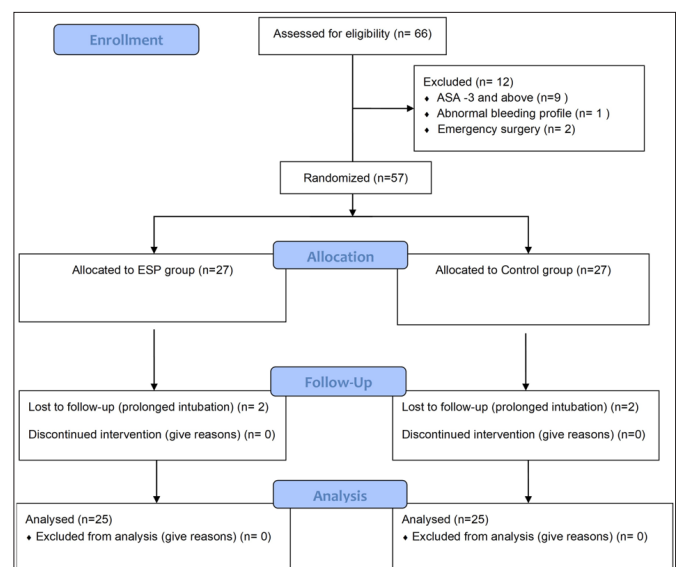 Enrollment
Assessed for eligibility (n= 66)
Excluded (n= 12)
♦ ASA -3 and above (n=9 )
♦ Abnormal bleeding profile (n= 1 )
♦ Emergency surgery (n= 2)
Randomized (n=57)
Allocation
Allocated to ESP group (n=27)
Allocated to Control group (n=27)
Follow-Up
Lost to follow-up (prolonged intubation) (n= 2)
Discontinued intervention (give reasons) (n= 0)
Lost to follow-up (prolonged intubation) (n=2)
Discontinued intervention (give reasons) (n=0)
Analysis
Analysed (n=25)
♦ Excluded from analysis (give reasons) (n= 0)
Analysed (n=25)
♦ Excluded from analysis (give reasons) (n= 0)